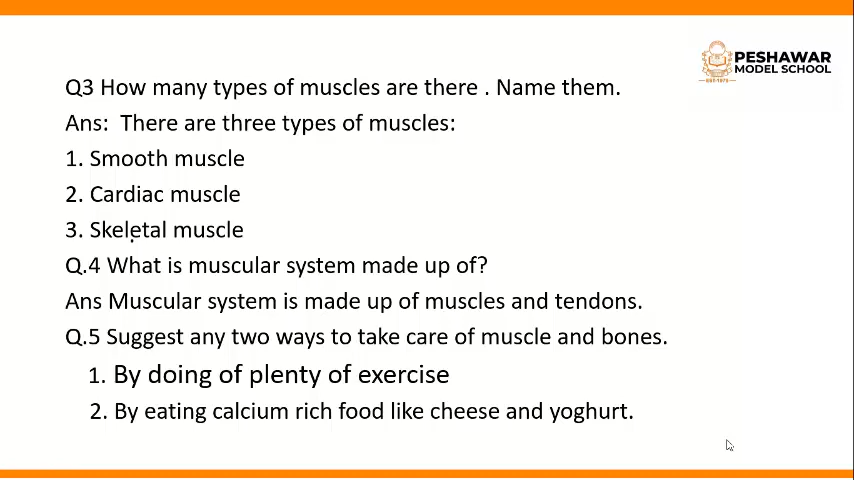 PESHAWAR
MODEL SCHOOL
EST-1973
Q3 How many types of muscles are there . Name them.
Ans:  There are three types of muscles:
1. Smooth muscle
2. Cardiac muscle
3. Skeletal muscle
Q.4 What is muscular system made up of?
Ans Muscular system is made up of muscles and tendons.
Q.5 Suggest any two ways to take care of muscle and bones.
1. By doing of plenty of exercise
2. By eating calcium rich food like cheese and yoghurt.